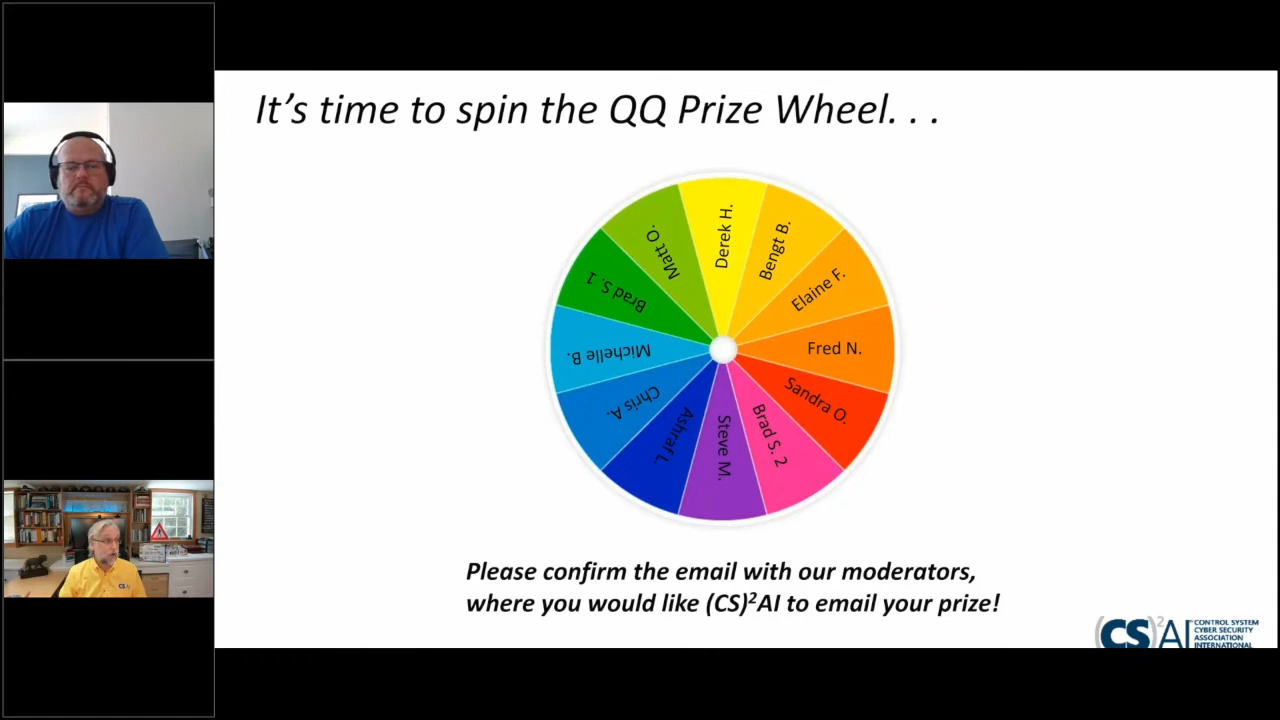 It's time to spin the QQ Prize Wheel. . .
Derek H.
Bengt B.
Elaine F.
Fred N.
Sandra O.
Brad S. 2
Steve M.
Ashraf L.
Chris A.
Michelle B.
Brad S. 1
Matt O.
Please confirm the email with our moderators,
where you would like (CS)²AI to email your prize!
(CS)²AI
CONTROL SYSTEM
CYBER SECURITY
ASSOCIATION
INTERNATIONAL